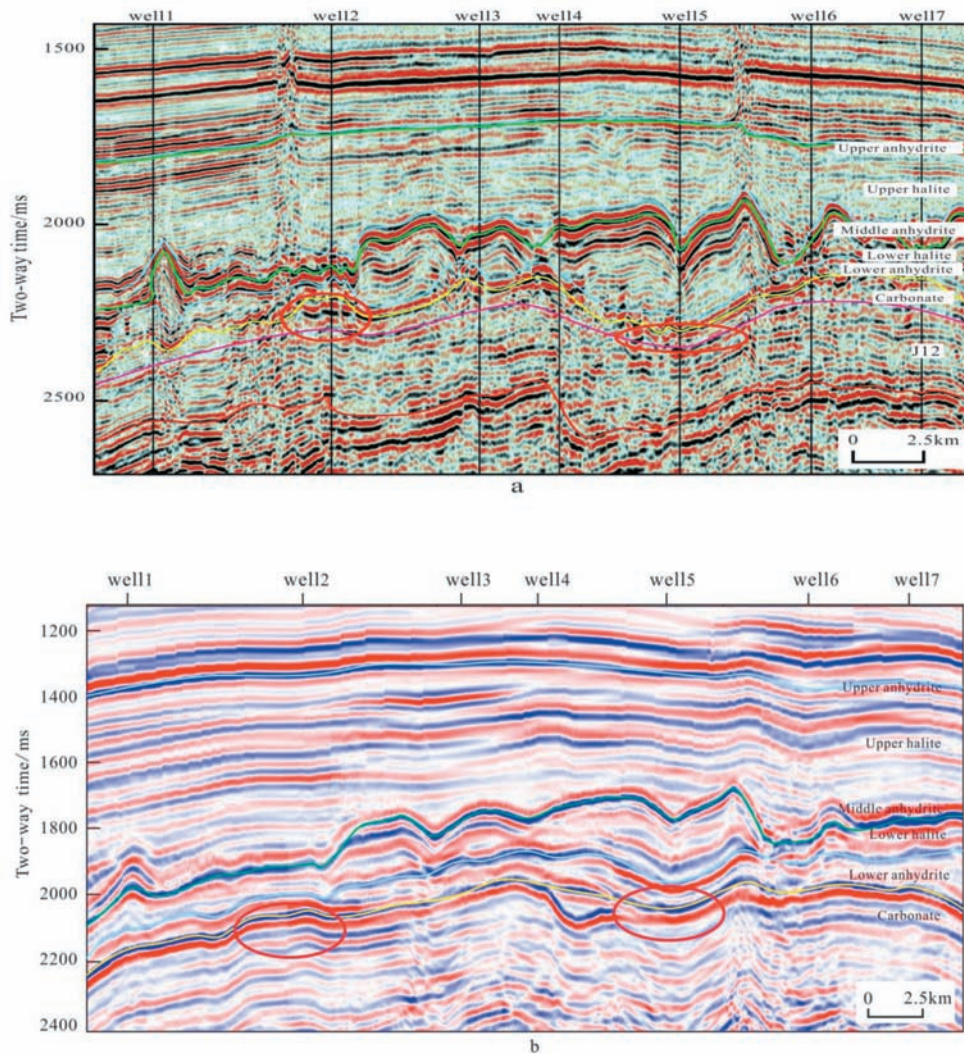 well1 well2 well3 well4 well5 well6 well7
1500
Upper anhydrite
Upper halite
2000
Middle anhydrite
Lower halite
Lower anhydrite
Carbonate
J12
2500
0 2.5km
Two-way time/ms
a
well1 well2 well3 well4 well5 well6 well7
1200
1400
Upper anhydrite
Upper halite
1600
1800
Middle anhydrite
Lower halite
Lower anhydrite
2000
Carbonate
2200
0 2.5km
2400
Two-way time/ms
b